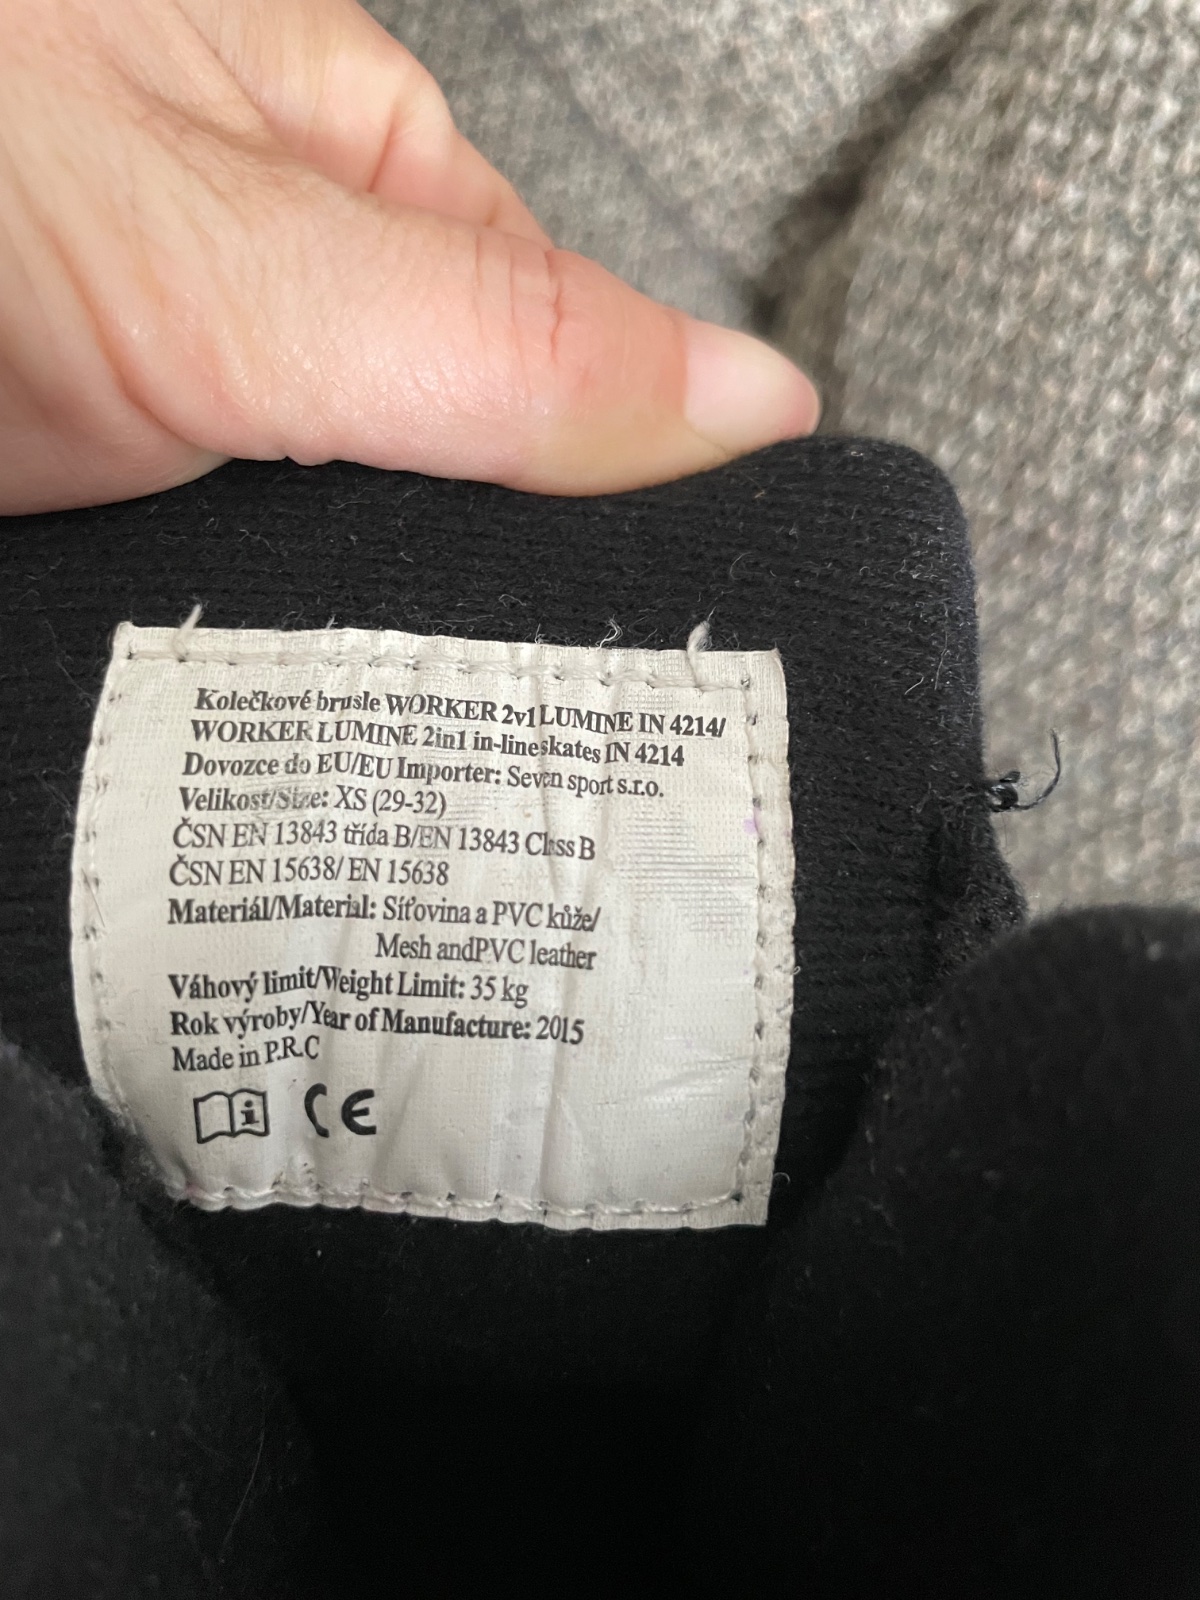 Kolečkové brusle WORKER 2v1 LUMINE IN 4214/
WORKER LUMINE 2in1 in-line skates IN 4214
Dovozce do EU/EU Importer: Seven sport s.r.o.
Velikost/Size: XS (29-32)
ČSN EN 13843 třída B/EN 13843 Class B
ČSN EN 15638/ EN 15638
Materiál/Material: Síťovina a PVC kůže/
Mesh andPVC leather
Váhový limit/Weight Limit: 35 kg
Rok výroby/Year of Manufacture: 2015
Made in P.R.C
i CE